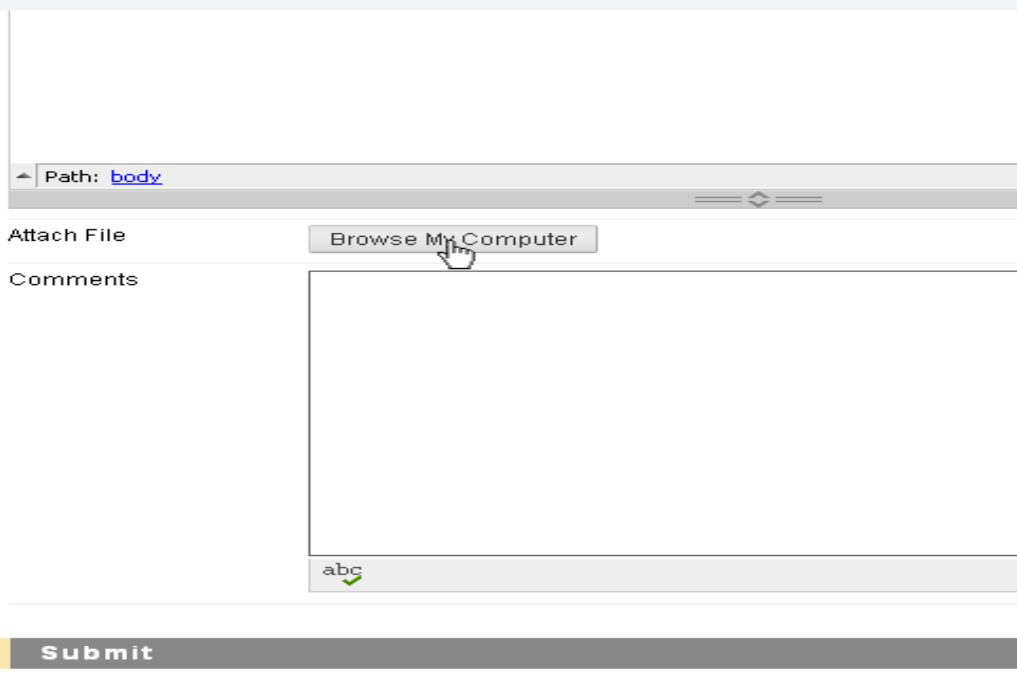 Path: body
Attach File
Browse My Computer
Comments
abc
Submit